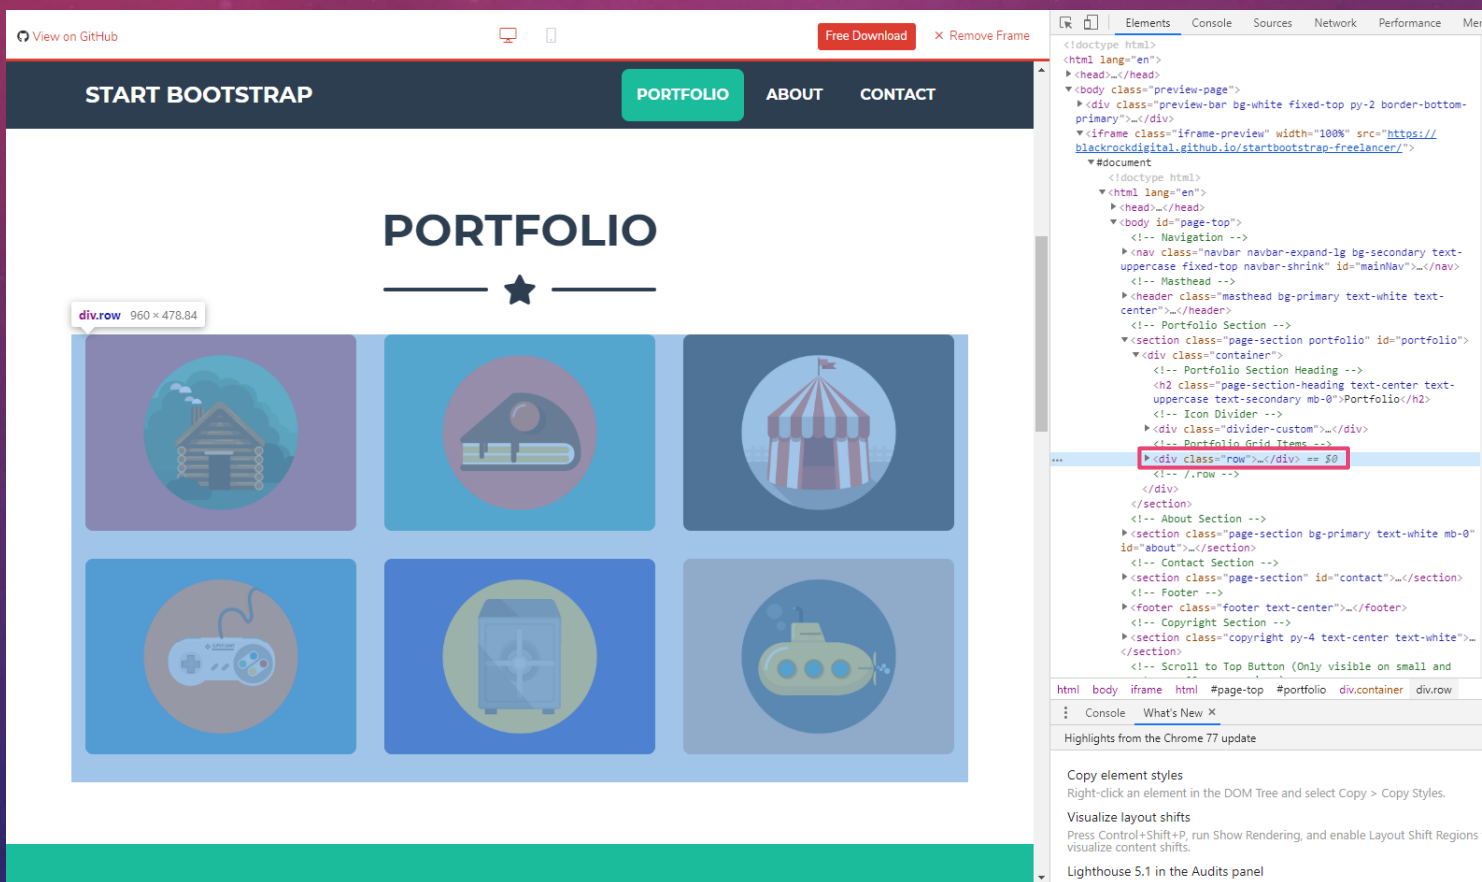 View on GitHub
Free Download
× Remove Frame
START BOOTSTRAP
PORTFOLIO
ABOUT
CONTACT
PORTFOLIO
div.row 960 × 478.84
Elements Console Sources Network Performance Mer
<!doctype html>
<html lang="en">
<head>…</head>
<body class="preview-page">
<div class="preview-bar bg-white fixed-top py-2 border-bottom-
primary">…</div>
<iframe class="iframe-preview" width="100%" src="https://
blackrockdigital.github.io/startbootstrap-freelancer/">
#document
<!doctype html>
<html lang="en">
<head>…</head>
<body id="page-top">
<!-- Navigation -->
<nav class="navbar navbar-expand-lg bg-secondary text-
uppercase fixed-top navbar-shrink" id="mainNav">…</nav>
<!-- Masthead -->
<header class="masthead bg-primary text-white text-
center">…</header>
<!-- Portfolio Section -->
<section class="page-section portfolio" id="portfolio">
<div class="container">
<!-- Portfolio Section Heading -->
<h2 class="page-section-heading text-center text-
uppercase text-secondary mb-0">Portfolio</h2>
<!-- Icon Divider -->
<div class="divider-custom">…</div>
<!-- Portfolio Grid Items -->
… <div class="row">…</div> == $0
<!-- /.row -->
</div>
</section>
<!-- About Section -->
<section class="page-section bg-primary text-white mb-0"
id="about">…</section>
<!-- Contact Section -->
<section class="page-section" id="contact">…</section>
<!-- Footer -->
<footer class="footer text-center">…</footer>
<!-- Copyright Section -->
<section class="copyright py-4 text-center text-white">…
</section>
<!-- Scroll to Top Button (Only visible on small and
html body iframe html #page-top #portfolio div.container div.row
Console What's New ×
Highlights from the Chrome 77 update
Copy element styles
Right-click an element in the DOM Tree and select Copy > Copy Styles.
Visualize layout shifts
Press Control+Shift+P, run Show Rendering, and enable Layout Shift Regions
visualize content shifts.
Lighthouse 5.1 in the Audits panel